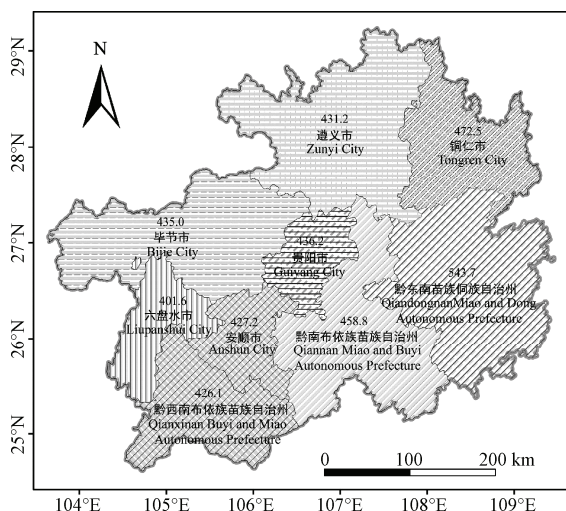 N
29°N
28°N
27°N
26°N
25°N
431.2
遵义市
Zunyi City
472.5
铜仁市
Tongren City
435.0
毕节市
Bijie City
436.2
贵阳市
Guiyang City
543.7
黔东南苗族侗族自治州
QiandongnanMiao and Dong
Autonomous Prefecture
401.6
六盘水市
Liupanshui City
427.2
安顺市
Anshun City
458.8
黔南布依族苗族自治州
Qiannan Miao and Buyi
Autonomous Prefecture
426.1
黔西南布依族苗族自治州
Qianxinan Buyi and Miao
Autonomous Prefecture
0 100 200 km
104°E 105°E 106°E 107°E 108°E 109°E